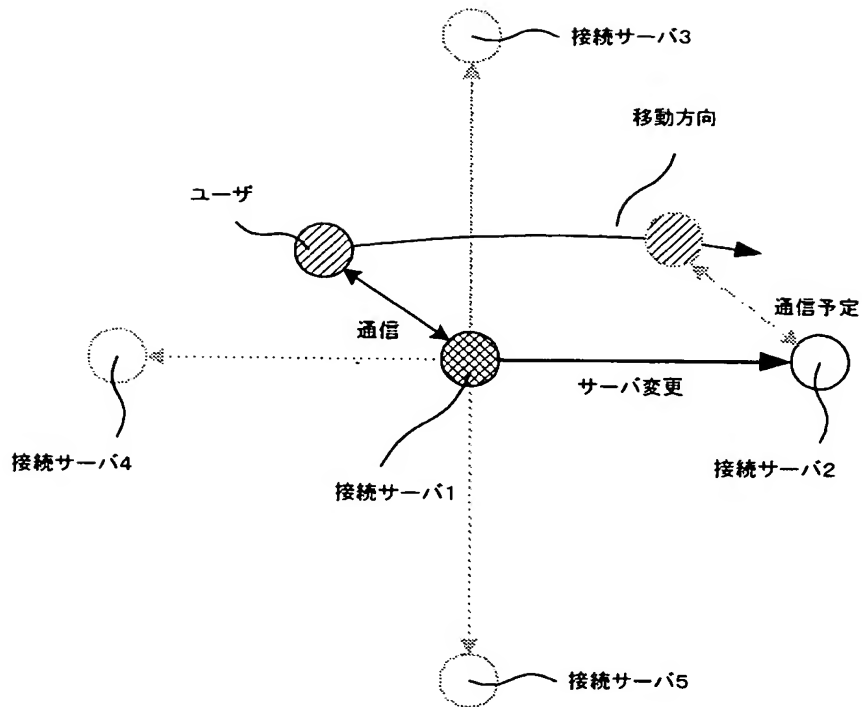 接続サーバ3
移動方向
ユーザ
通信予定
通信
サーバ変更
接続サーバ4
接続サーバ2
接続サーバ1
接続サーバ5